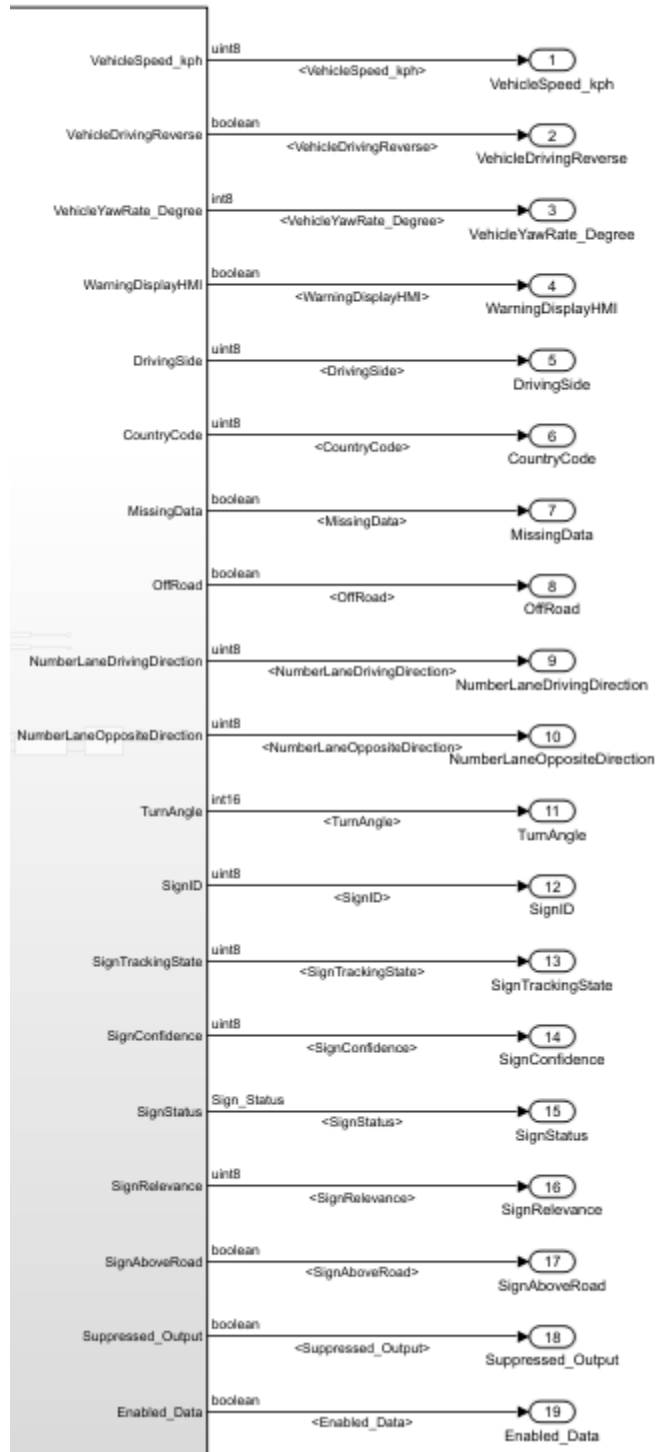 uint8
VehicleSpeed_kph
<VehicleSpeed_kph>
1
VehicleSpeed_kph
boolean
VehicleDrivingReverse
<VehicleDrivingReverse>
2
VehicleDrivingReverse
int8
VehicleYawRate_Degree
<VehicleYawRate_Degree>
3
VehicleYawRate_Degree
boolean
WarningDisplayHMI
<WarningDisplayHMI>
4
WarningDisplayHMI
uint8
DrivingSide
<DrivingSide>
5
DrivingSide
uint8
CountryCode
<CountryCode>
6
CountryCode
boolean
MissingData
<MissingData>
7
MissingData
boolean
OffRoad
<OffRoad>
8
OffRoad
uint8
NumberLaneDrivingDirection
<NumberLaneDrivingDirection>
9
NumberLaneDrivingDirection
uint8
NumberLaneOppositeDirection
<NumberLaneOppositeDirection>
10
NumberLaneOppositeDirection
int16
TurnAngle
<TurnAngle>
11
TurnAngle
uint8
SignID
<SignID>
12
SignID
uint8
SignTrackingState
<SignTrackingState>
13
SignTrackingState
uint8
SignConfidence
<SignConfidence>
14
SignConfidence
Sign_Status
SignStatus
<SignStatus>
15
SignStatus
uint8
SignRelevance
<SignRelevance>
16
SignRelevance
boolean
SignAboveRoad
<SignAboveRoad>
17
SignAboveRoad
boolean
Suppressed_Output
<Suppressed_Output>
18
Suppressed_Output
boolean
Enabled_Data
<Enabled_Data>
19
Enabled_Data